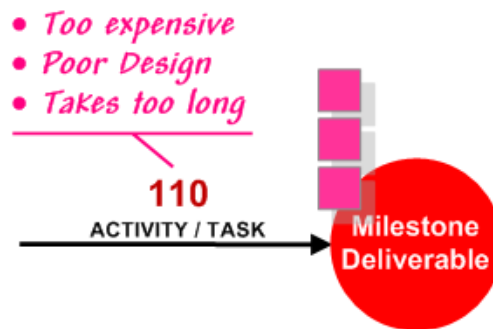 • Too expensive
• Poor Design
• Takes too long
110
ACTIVITY / TASK
Milestone
Deliverable